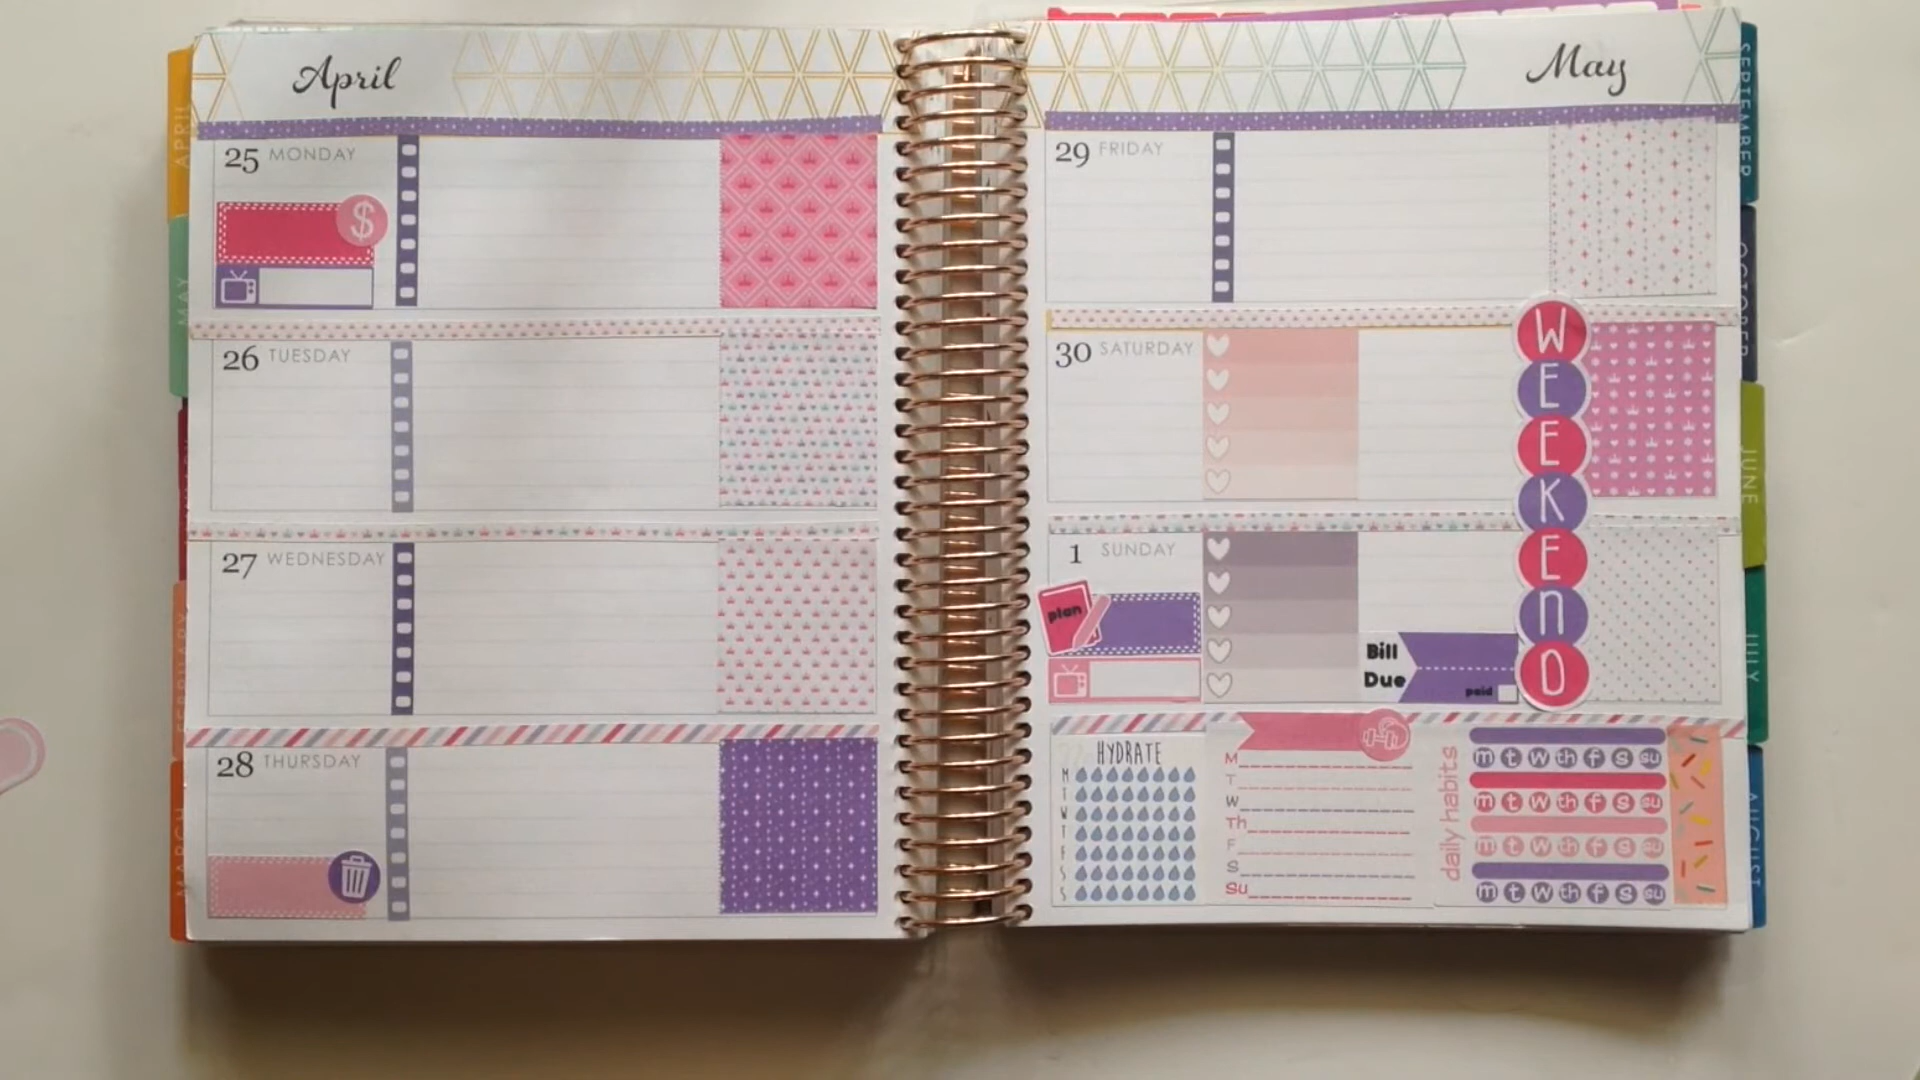 April
25 MONDAY
$
26 TUESDAY
27 WEDNESDAY
28 THURSDAY
May
29 FRIDAY
30 SATURDAY
1 SUNDAY
plan
Bill
Due
paid
WEEKEnD
HYDRATE
M
T
W
T
F
S
S
M
T
W
Th
F
S
Su
daily habits
m t w th f s su
m t w th f s su
m t w th f s su
m t w th f s su
APRIL
MAY
FEBRUARY
MARCH
SEPTEMBER
OCTOBER
JUNE
JULY
AUGUST